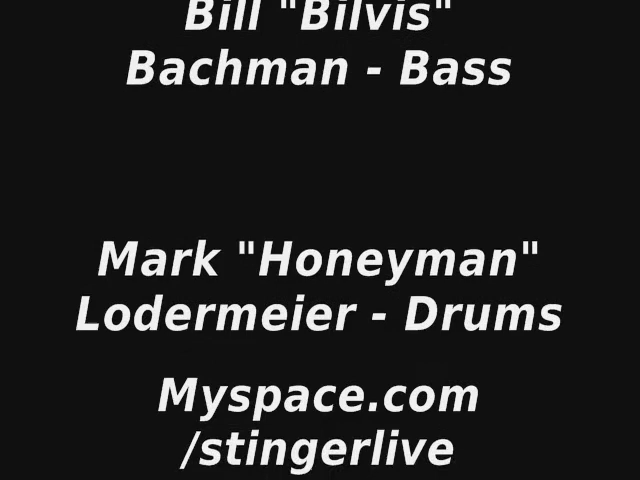 Bill "Bilvis"
Bachman - Bass
Mark "Honeyman"
Lodermeier - Drums
Myspace.com
/stingerlive